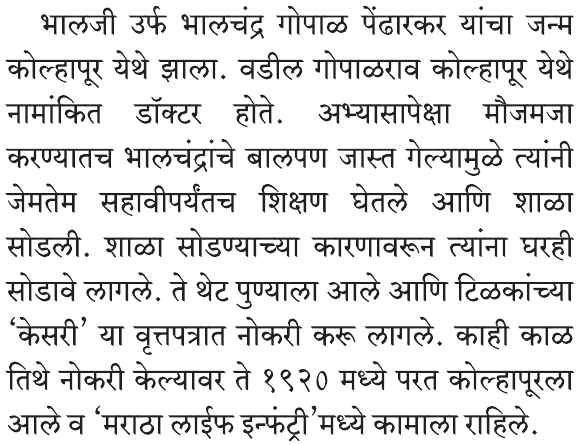 भालजी उर्फ भालचंद्र गोपाळ पेंढारकर यांचा जन्म
कोल्हापूर येथे झाला. वडील गोपाळराव कोल्हापूर येथे
नामांकित डॉक्टर होते. अभ्यासापेक्षा मौजमजा
करण्यातच भालचंद्रांचे बालपण जास्त गेल्यामुळे त्यांनी
जेमतेम सहावीपर्यंतच शिक्षण घेतले आणि शाळा
सोडली. शाळा सोडण्याच्या कारणावरून त्यांना घरही
सोडावे लागले. ते थेट पुण्याला आले आणि टिळकांच्या
‘केसरी’ या वृत्तपत्रात नोकरी करू लागले. काही काळ
तिथे नोकरी केल्यावर ते १९२० मध्ये परत कोल्हापूरला
आले व ‘मराठा लाईफ इन्फंट्री’मध्ये कामाला राहिले.